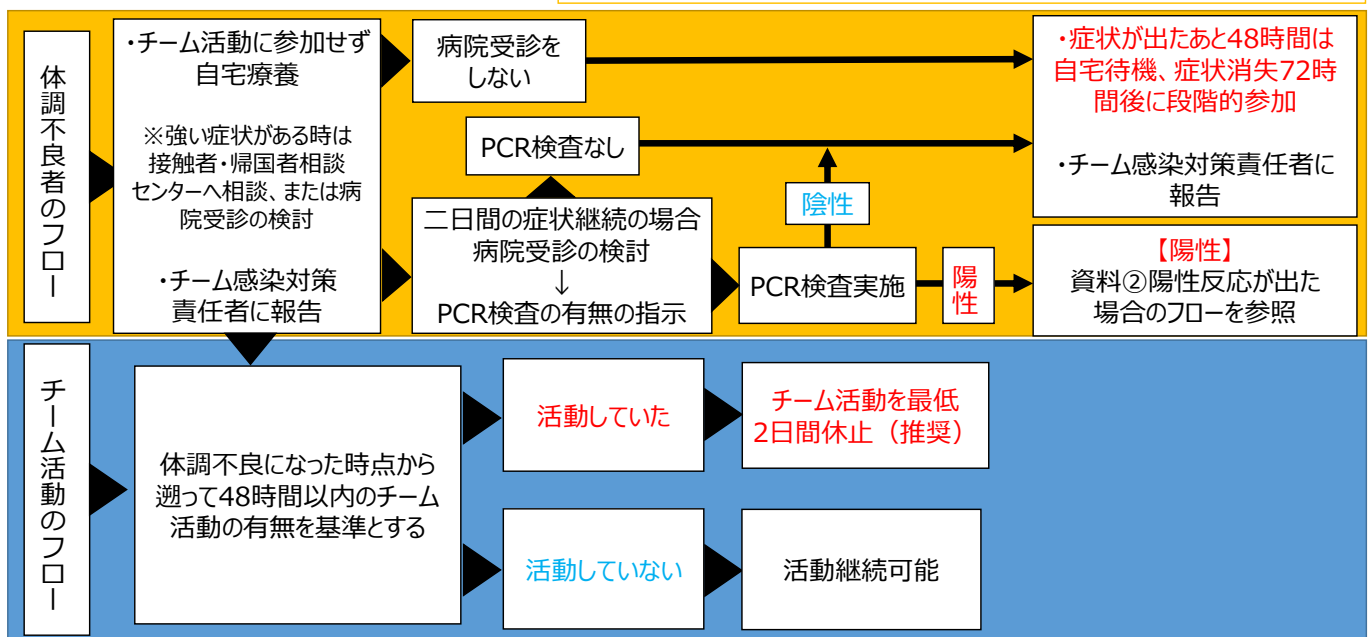 体調不良者のフロー
・チーム活動に参加せず
自宅療養
※強い症状がある時は
接触者・帰国者相談
センターへ相談、または病
院受診の検討
・チーム感染対策
責任者に報告
病院受診を
しない
PCR検査なし
二日間の症状継続の場合
病院受診の検討
↓
PCR検査の有無の指示
陰性
PCR検査実施
陽性
・症状が出たあと48時間は
自宅待機、症状消失72時
間後に段階的参加
・チーム感染対策責任者に
報告
【陽性】
資料②陽性反応が出た
場合のフローを参照
チーム活動のフロー
体調不良になった時点から
遡って48時間以内のチーム
活動の有無を基準とする
活動していた
チーム活動を最低
2日間休止（推奨）
活動していない
活動継続可能